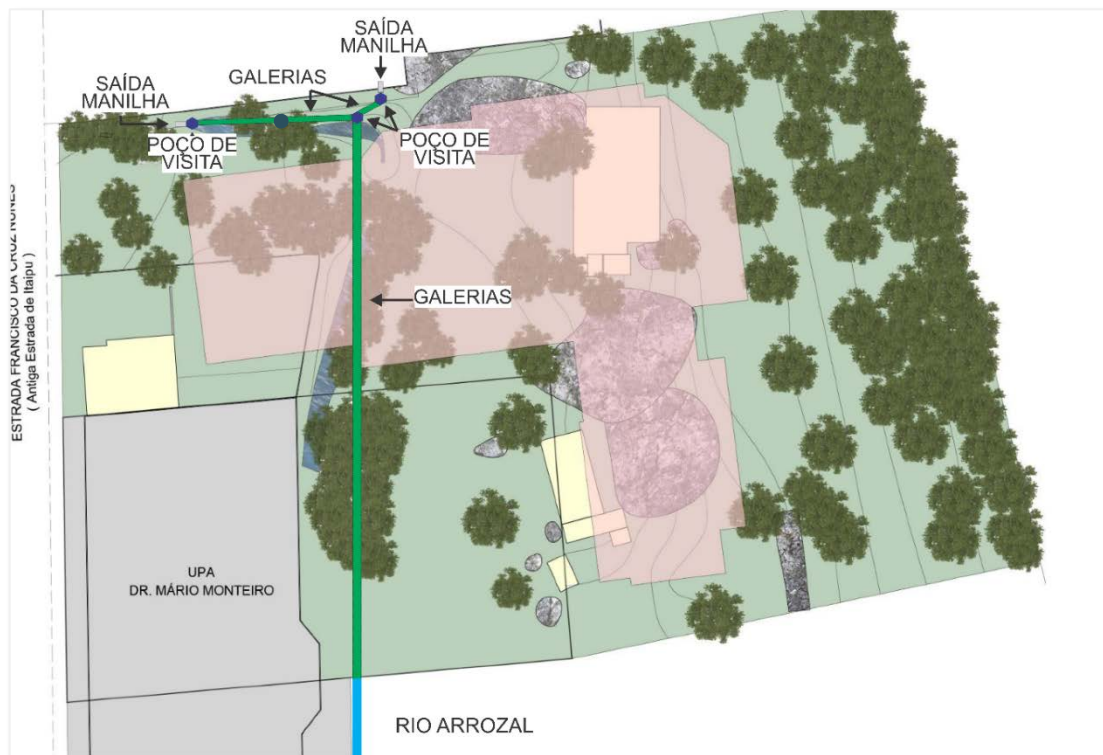 SAÍDA
MANILHA
GALERIAS
SAÍDA
MANILHA
POÇO DE
VISITA
POÇO DE
VISITA
ESTRADA FRANCISCO DA CRUZ NUNES
( Antiga Estrada de Itaipu )
GALERIAS
UPA
DR. MÁRIO MONTEIRO
RIO ARROZAL